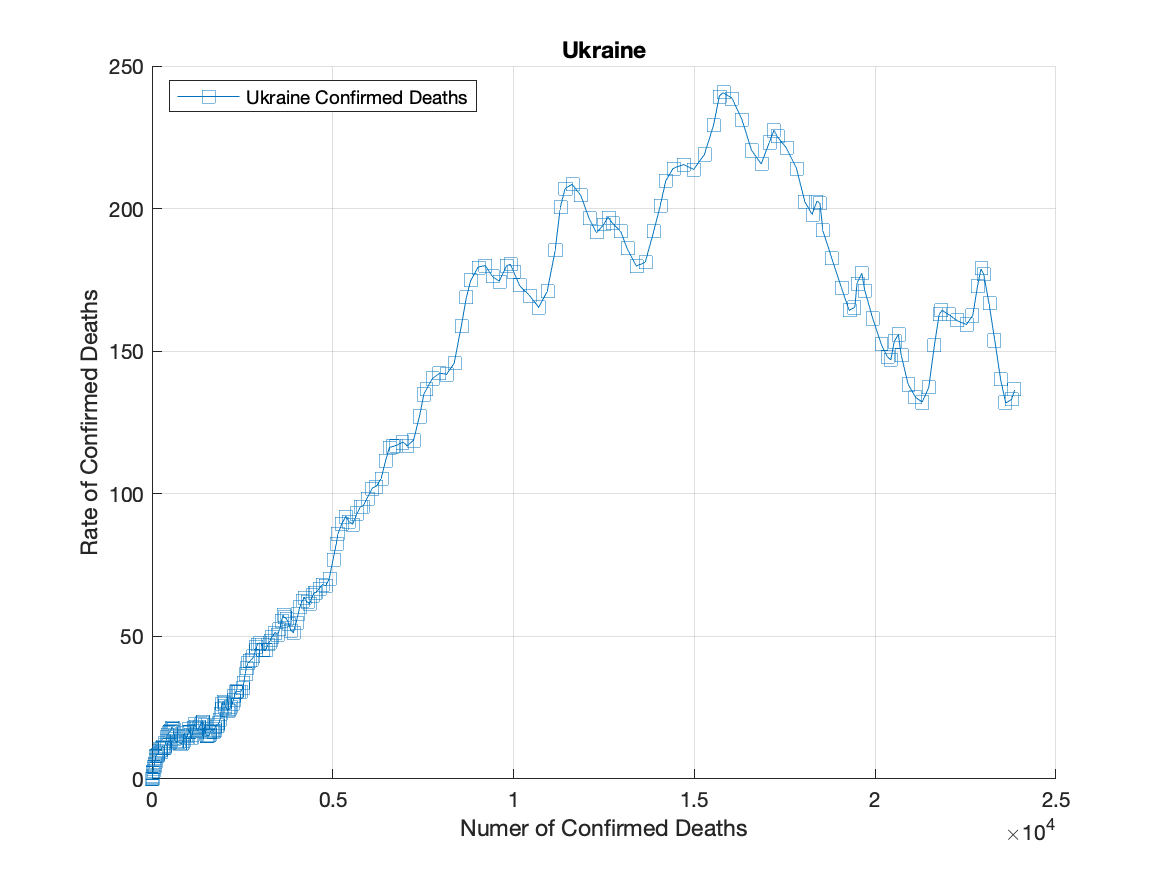 Ukraine
250
Ukraine Confirmed Deaths
200
150
100
50
0
Rate of Confirmed Deaths
0 0.5 1 1.5 2 2.5
Numer of Confirmed Deaths
×10⁴